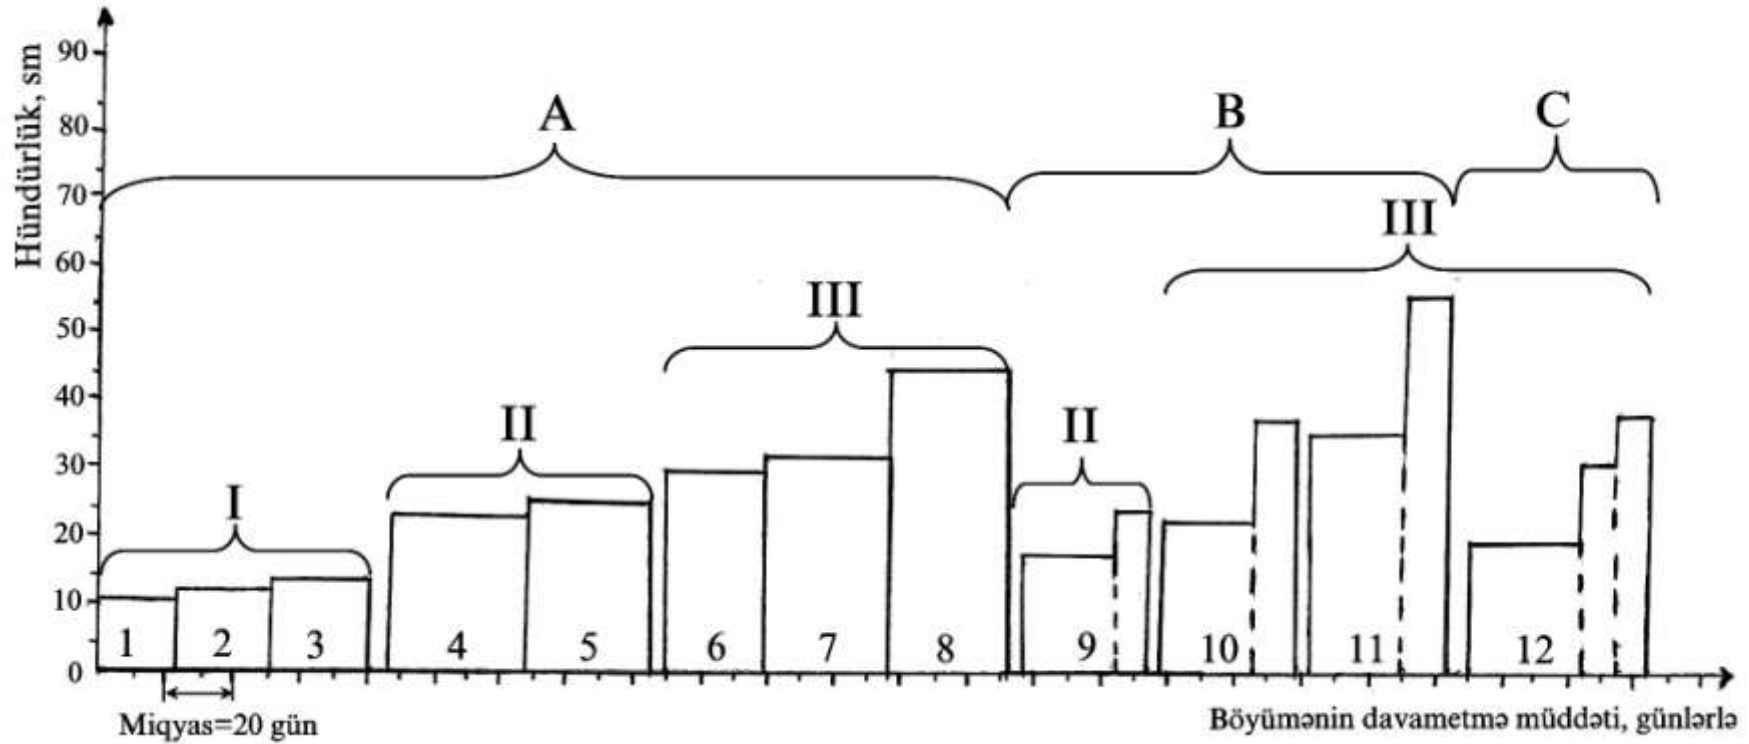 Hündürlük, sm
90
80
70
60
50
40
30
20
10
0
A
B
C
III
III
II
II
I
1 2 3 4 5 6 7 8 9 10 11 12
Miqyas=20 gün
Böyümənin davametmə müddəti, günlərlə